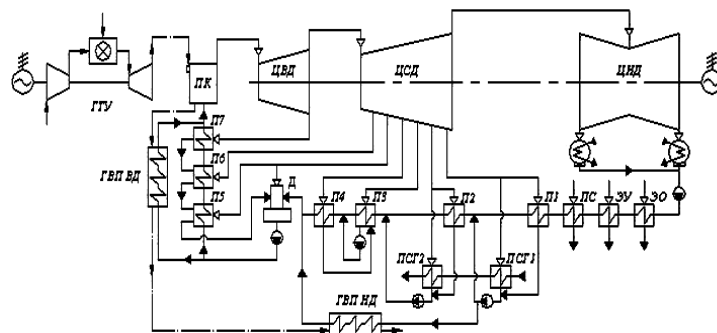 ЦВД
ЦСД
ЦНД
ПК
ГТУ
П7
П6
П5
ГВП ВД
Д
П4
П3
П2
П1
ПС
ЭУ
ЭО
ПСГ2
ПСГ1
ГВП НД